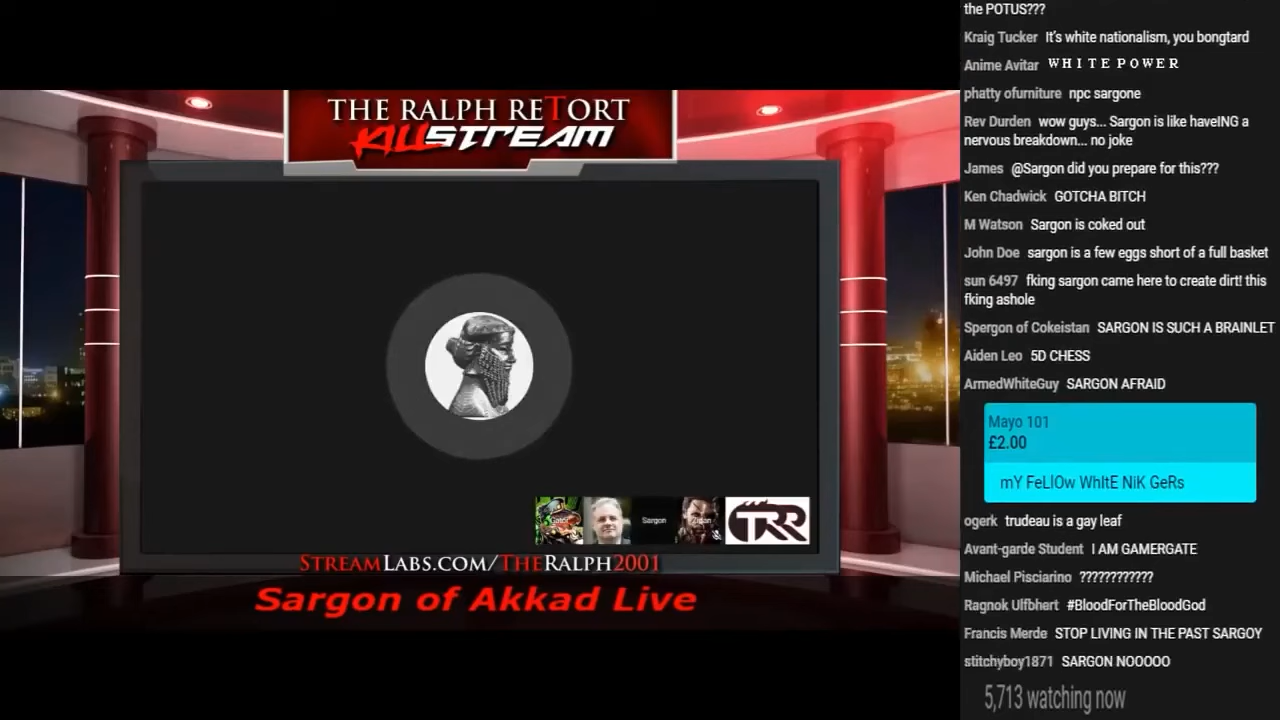 the POTUS???
Kraig Tucker It's white nationalism, you bongtard
Anime Avitar W H I T E P O W E R
phatty ofurniture npc sargone
Rev Durden wow guys... Sargon is like haveING a
nervous breakdown... no joke
James @Sargon did you prepare for this???
Ken Chadwick GOTCHA BITCH
M Watson Sargon is coked out
John Doe sargon is a few eggs short of a full basket
sun 6497 fking sargon came here to create dirt! this
fking ashole
Spergon of Cokeistan SARGON IS SUCH A BRAINLET
Aiden Leo 5D CHESS
ArmedWhiteGuy SARGON AFRAID
Mayo 101
£2.00
mY FeLlOw WhItE NiK GeRs
ogerk trudeau is a gay leaf
Avant-garde Student I AM GAMERGATE
Michael Pisciarino ????????????
Ragnok Ulfbhert #BloodForTheBloodGod
Francis Merde STOP LIVING IN THE PAST SARGOY
stitchyboy1871 SARGON NOOOOO
5,713 watching now
THE RALPH RETORT
KILLSTREAM
Gator
Sargon
TRR
STREAMLABS.COM/THERALPH2001
Sargon of Akkad Live